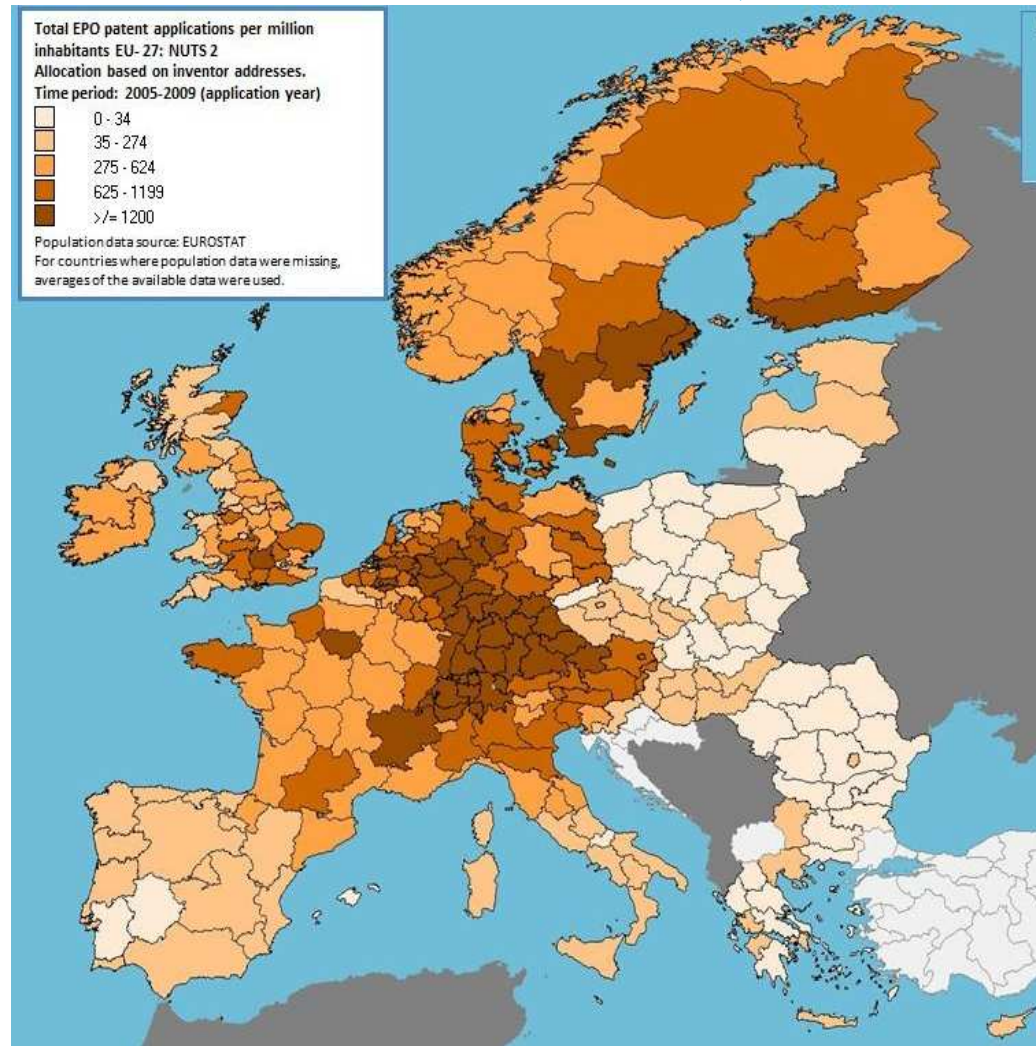 Total EPO patent applications per million
inhabitants EU- 27: NUTS 2
Allocation based on inventor addresses.
Time period: 2005-2009 (application year)
0 - 34
35 - 274
275 - 624
625 - 1199
>/= 1200
Population data source: EUROSTAT
For countries where population data were missing,
averages of the available data were used.